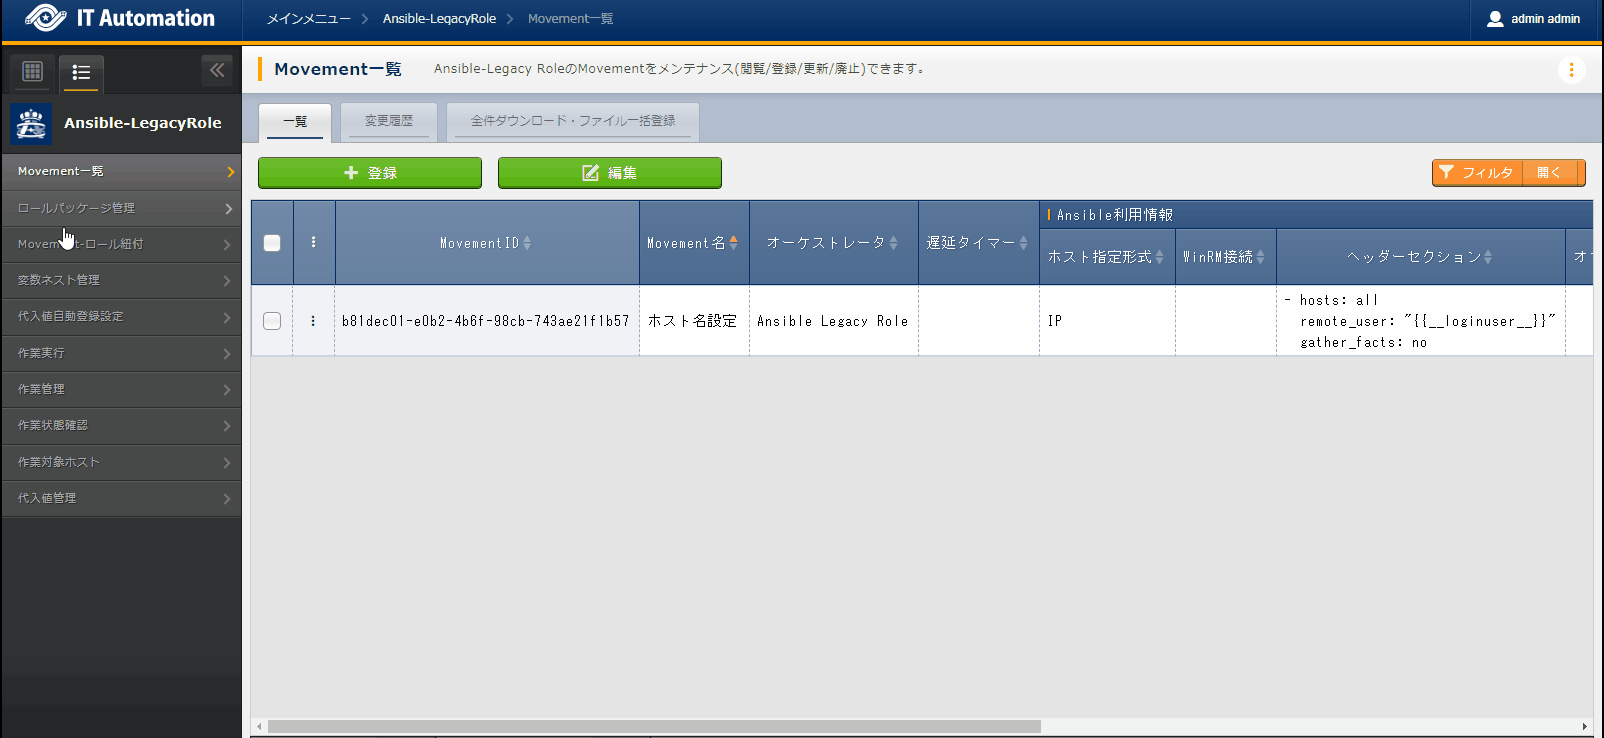 IT Automation
メインメニュー
Ansible-LegacyRole
Movement一覧
admin admin
Ansible-LegacyRole
Movement一覧
ロールパッケージ管理
Movement-ロール紐付
変数ネスト管理
代入値自動登録設定
作業実行
作業管理
作業状態確認
作業対象ホスト
代入値管理
Movement一覧
Ansible-Legacy RoleのMovementをメンテナンス(閲覧/登録/更新/廃止)できます。
一覧
変更履歴
全件ダウンロード・ファイル一括登録
登録
編集
フィルタ
開く
MovementID
Movement名
オーケストレータ
遅延タイマー
Ansible利用情報
ホスト指定形式
WinRM接続
ヘッダーセクション
オ
b81dec01-e0b2-4b6f-98cb-743ae21f1b57
ホスト名設定
Ansible Legacy Role
IP
- hosts: all
remote_user: "{{__loginuser__}}"
gather_facts: no